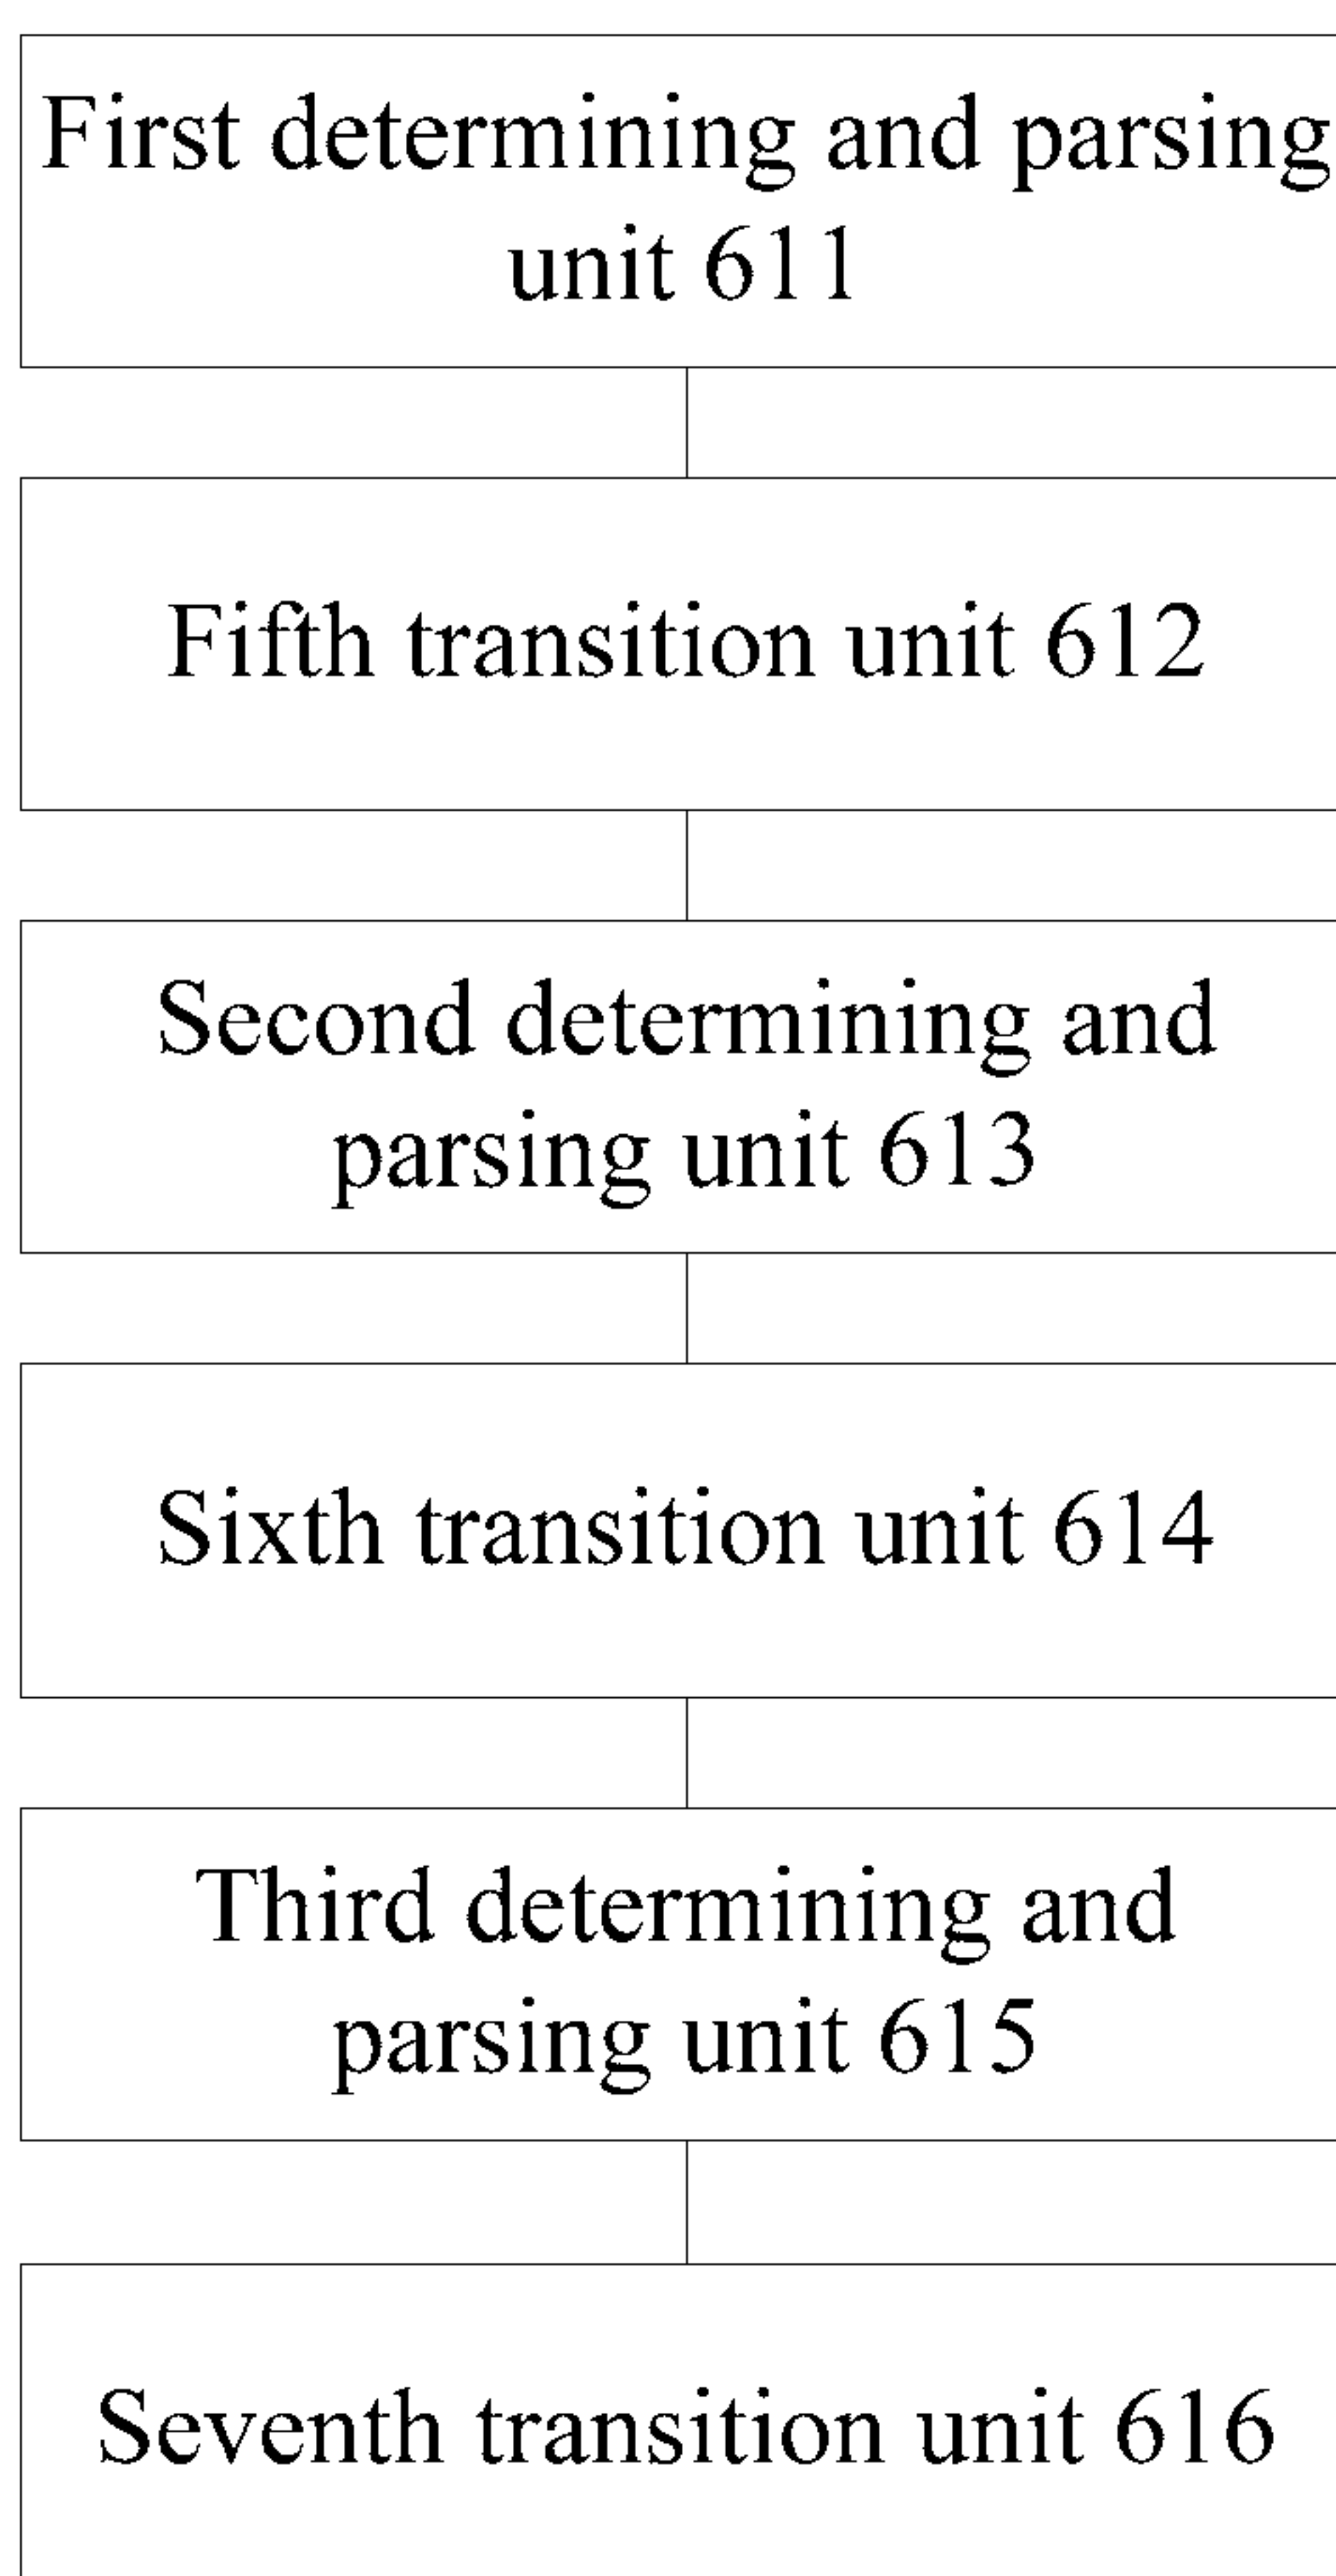 First determining and parsing
unit 611
Fifth transition unit 612
Second determining and
parsing unit 613
Sixth transition unit 614
Third determining and
parsing unit 615
Seventh transition unit 616